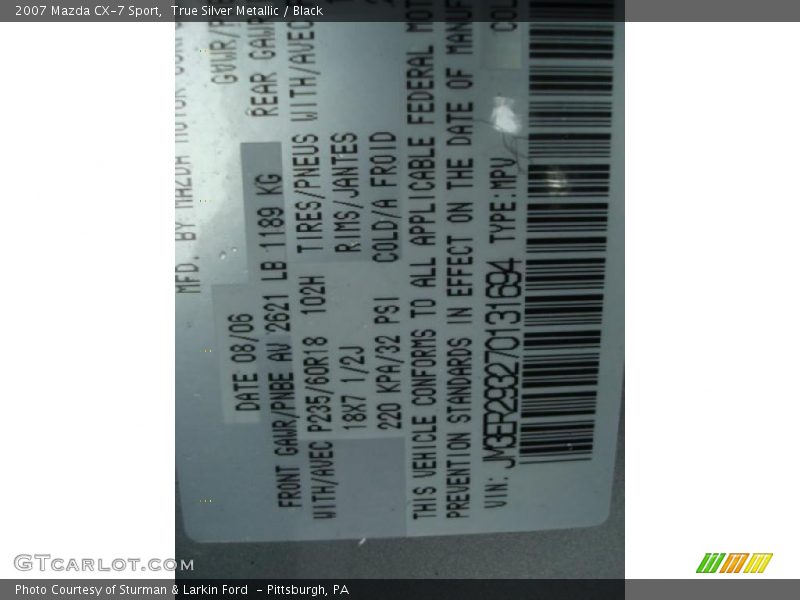 2007 Mazda CX-7 Sport, True Silver Metallic / Black
MFD. BY MAZDA MOTOR
DATE 08/06 GVWR/
FRONT GAWR/PNBE AV 2621 LB 1189 KG REAR GAWR
WITH/AVEC P235/60R18 102H TIRES/PNEUS WITH/AVEC
18X7 1/2J RIMS/JANTES
220 KPA/32 PSI COLD/A FROID
THIS VEHICLE CONFORMS TO ALL APPLICABLE FEDERAL MOT
PREVENTION STANDARDS IN EFFECT ON THE DATE OF MANUF
VIN: JM3ER293270131694 TYPE:MPV COL
GTcarlot.com
Photo Courtesy of Sturman & Larkin Ford - Pittsburgh, PA